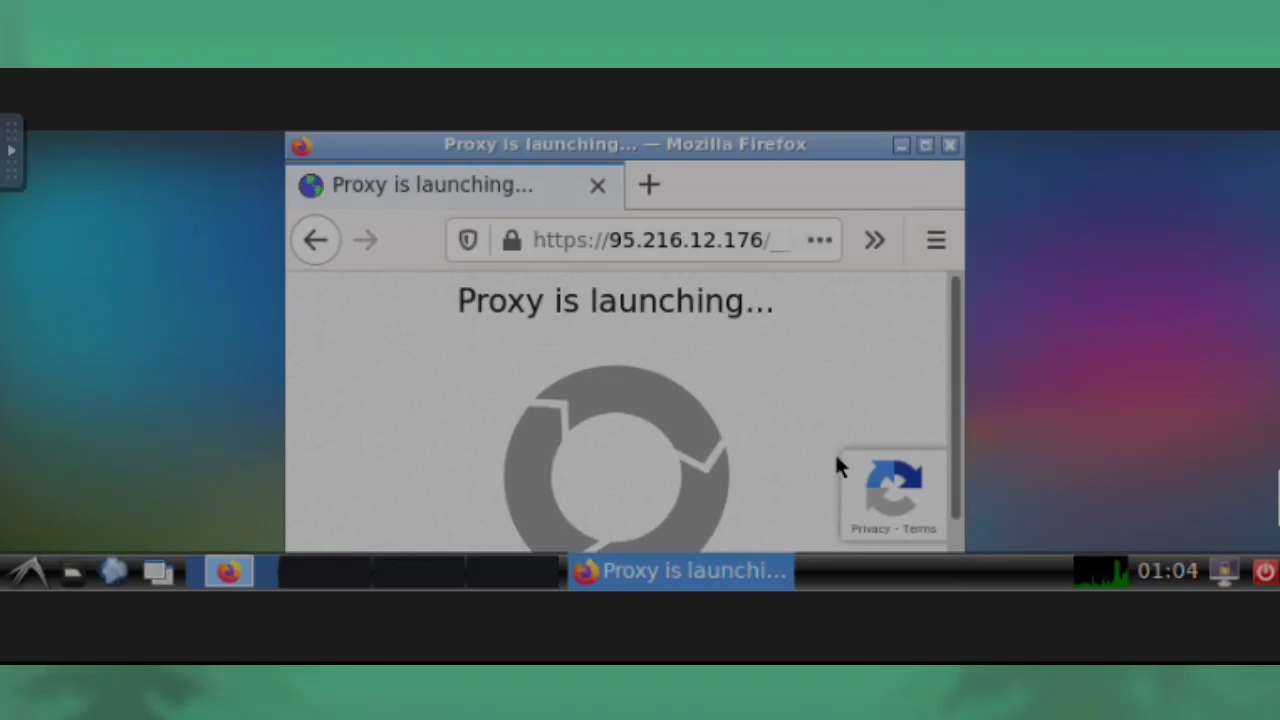 Proxy is launching... — Mozilla Firefox
Proxy is launching...
https://95.216.12.176/__
Proxy is launching...
Privacy - Terms
Proxy is launchi...
01:04